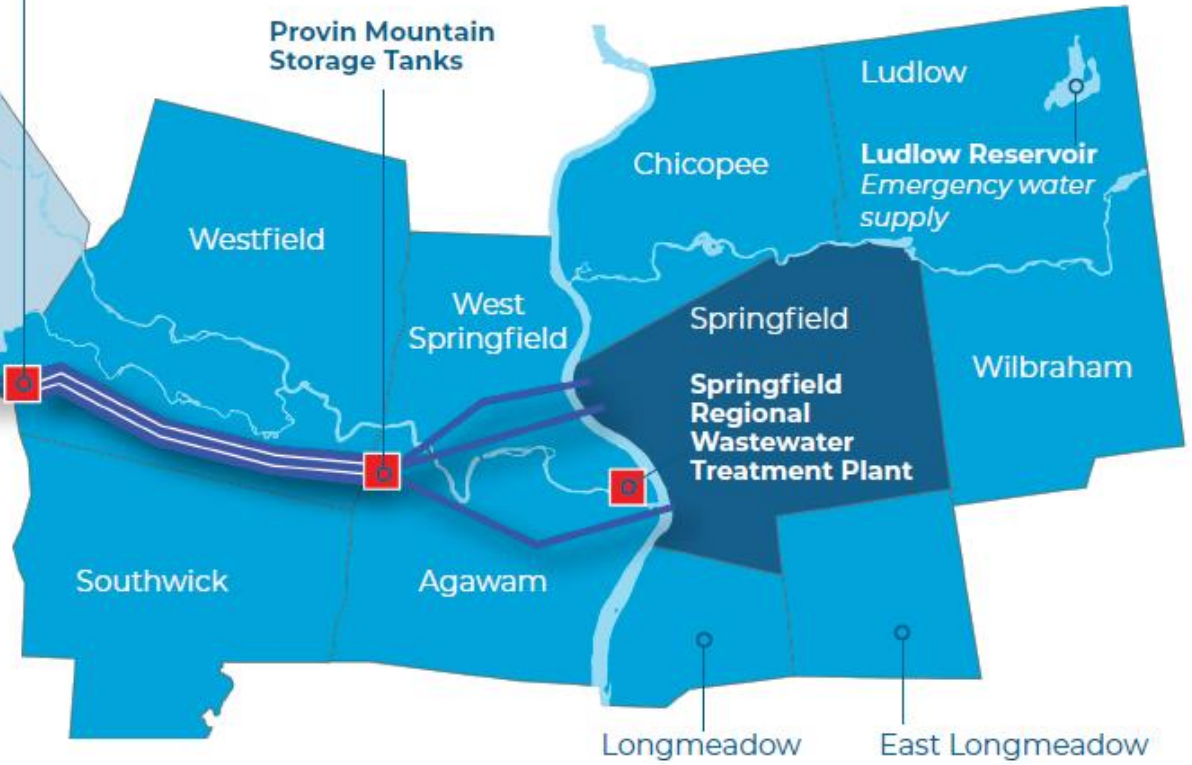 Provin Mountain
Storage Tanks
Ludlow
Chicopee
Ludlow Reservoir
Emergency water
supply
Westfield
West
Springfield
Springfield
Wilbraham
Springfield
Regional
Wastewater
Treatment Plant
Southwick
Agawam
Longmeadow
East Longmeadow